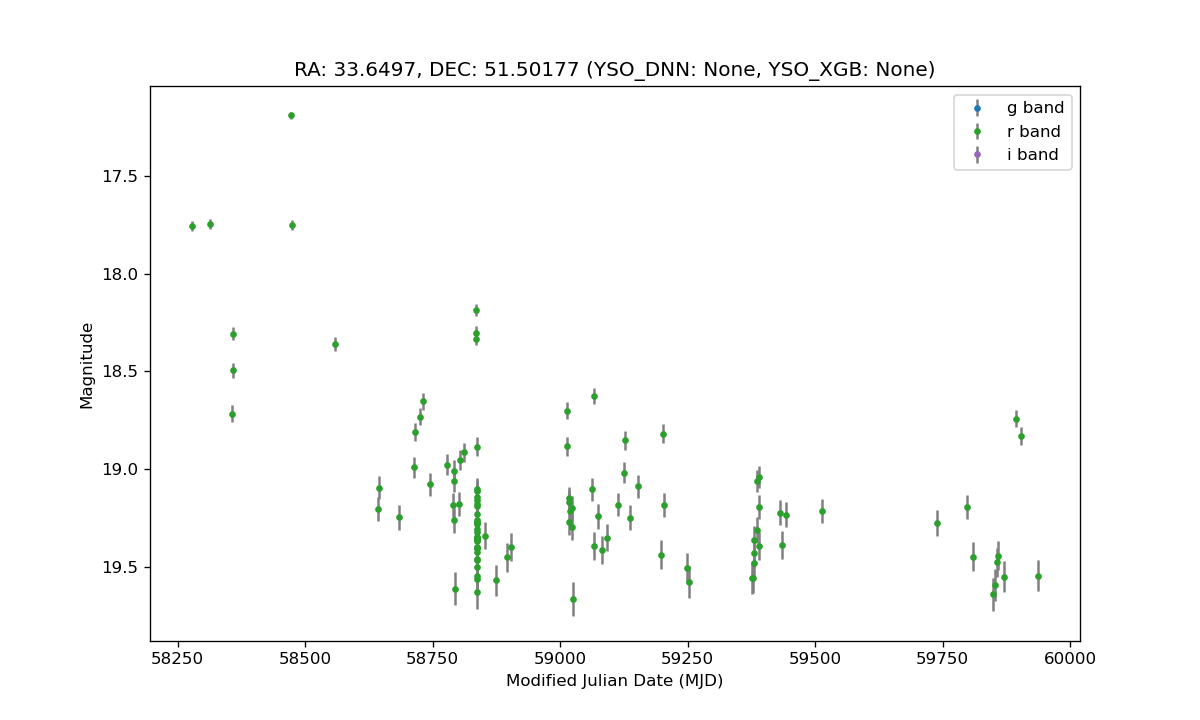 RA: 33.6497, DEC: 51.50177 (YSO_DNN: None, YSO_XGB: None)
g band
r band
i band
17.5
18.0
18.5
19.0
19.5
Magnitude
58250 58500 58750 59000 59250 59500 59750 60000
Modified Julian Date (MJD)